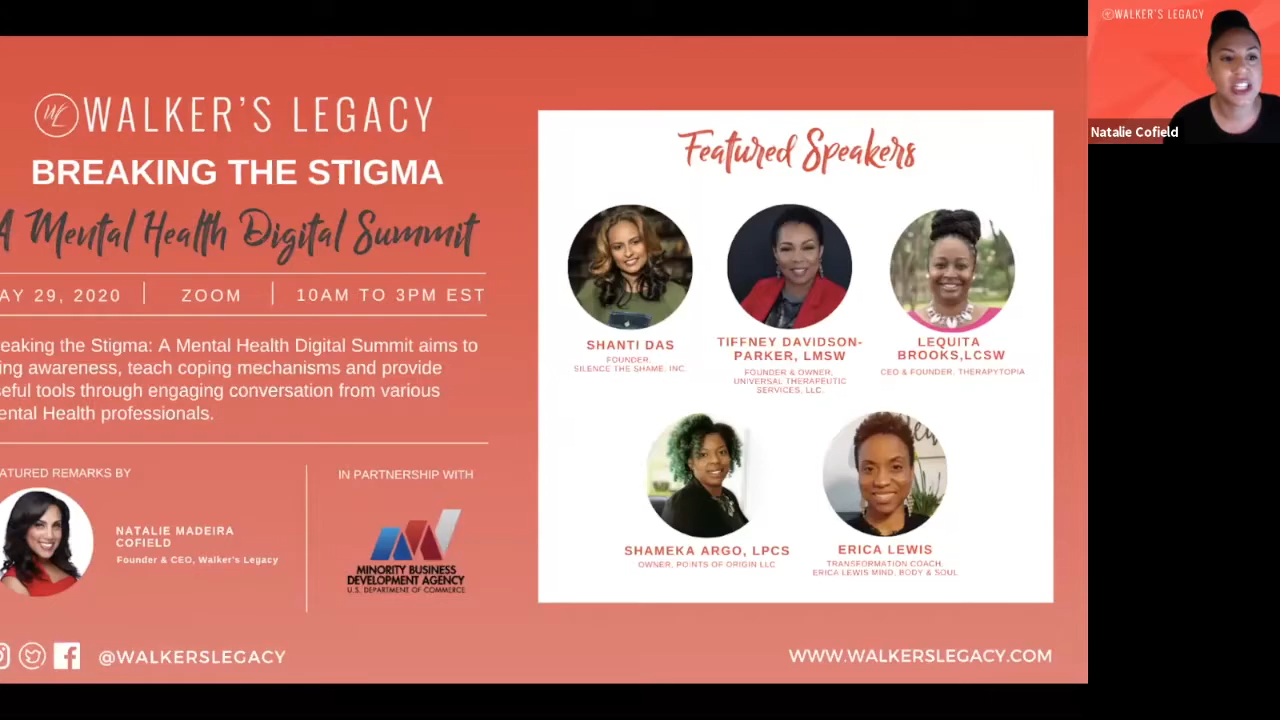 WALKER'S LEGACY
BREAKING THE STIGMA
A Mental Health Digital Summit
AY 29, 2020 | ZOOM | 10AM TO 3PM EST
eaking the Stigma: A Mental Health Digital Summit aims to
ing awareness, teach coping mechanisms and provide
seful tools through engaging conversation from various
ental Health professionals.
ATURED REMARKS BY
NATALIE MADEIRA
COFIELD
Founder & CEO, Walker's Legacy
IN PARTNERSHIP WITH
MINORITY BUSINESS
DEVELOPMENT AGENCY
U.S. DEPARTMENT OF COMMERCE
@WALKERSLEGACY
Featured Speakers
SHANTI DAS
FOUNDER,
SILENCE THE SHAME, INC.
TIFFNEY DAVIDSON-
PARKER, LMSW
FOUNDER & OWNER,
UNIVERSAL THERAPEUTIC
SERVICES, LLC.
LEQUITA
BROOKS,LCSW
CEO & FOUNDER, THERAPYTOPIA
SHAMEKA ARGO, LPCS
OWNER, POINTS OF ORIGIN LLC
ERICA LEWIS
TRANSFORMATION COACH,
ERICA LEWIS MIND, BODY & SOUL
WWW.WALKERSLEGACY.COM
WALKER'S LEGACY
Natalie Cofield